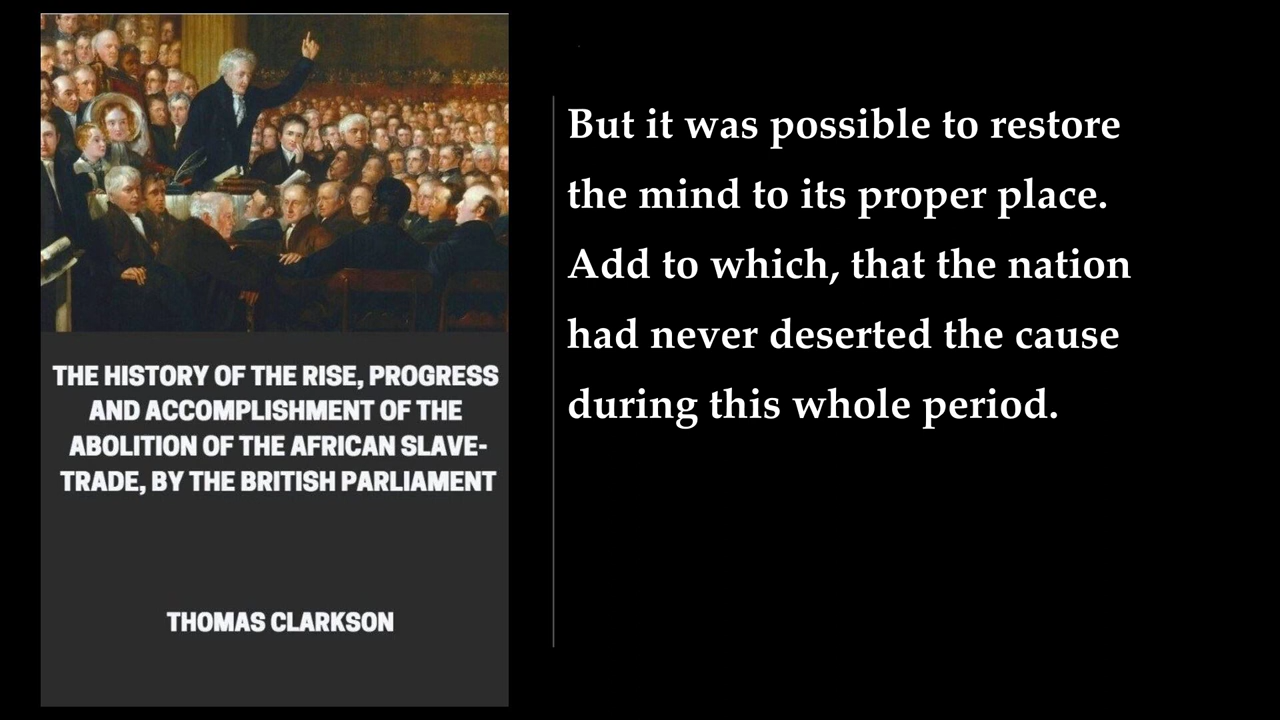 THE HISTORY OF THE RISE, PROGRESS
AND ACCOMPLISHMENT OF THE
ABOLITION OF THE AFRICAN SLAVE-
TRADE, BY THE BRITISH PARLIAMENT
THOMAS CLARKSON
But it was possible to restore
the mind to its proper place.
Add to which, that the nation
had never deserted the cause
during this whole period.